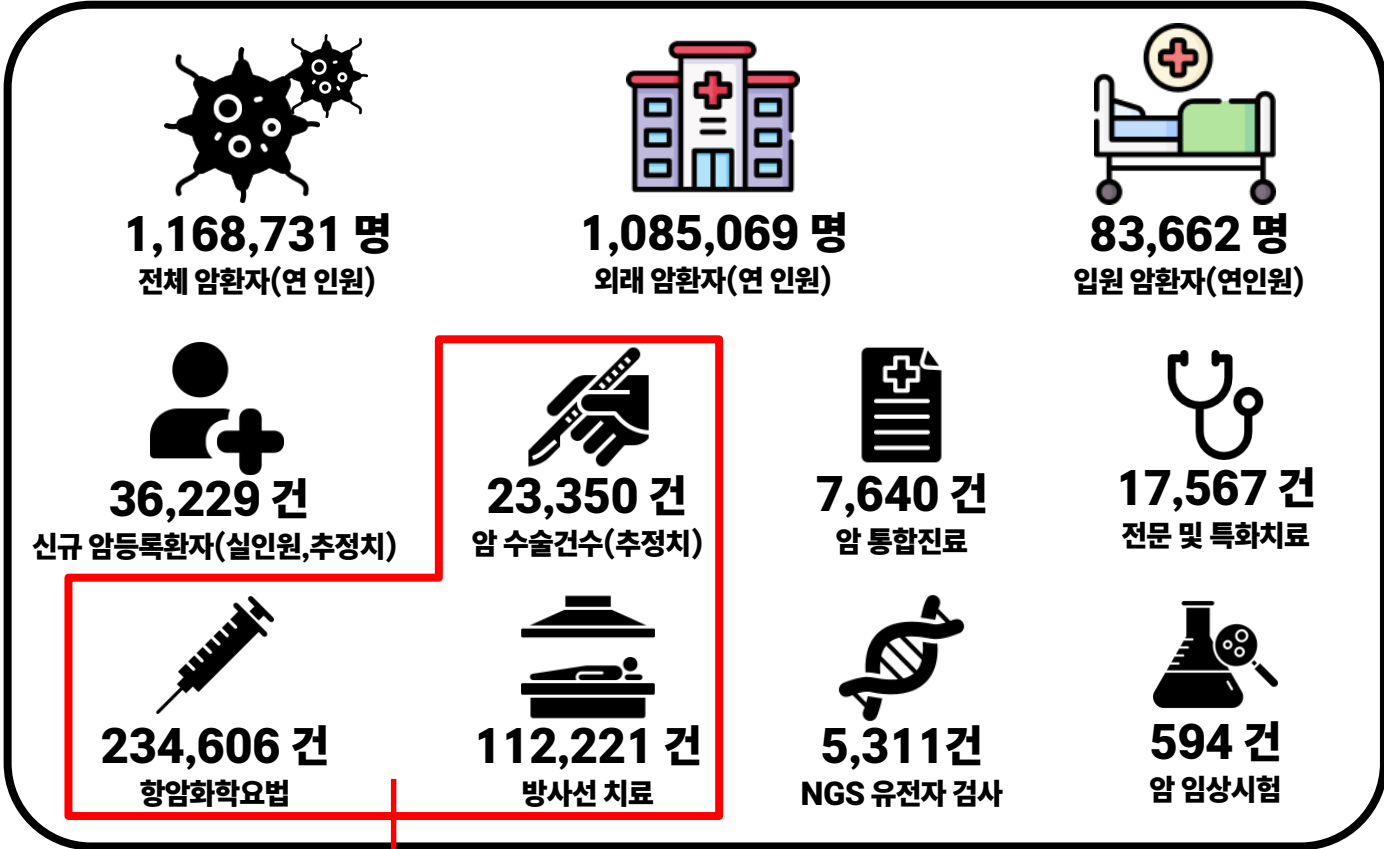 1,168,731 명
전체 암환자(연 인원)
1,085,069 명
외래 암환자(연 인원)
83,662 명
입원 암환자(연인원)
36,229 건
신규 암등록환자(실인원,추정치)
23,350 건
암 수술건수(추정치)
7,640 건
암 통합진료
17,567 건
전문 및 특화치료
234,606 건
항암화학요법
112,221 건
방사선 치료
5,311건
NGS 유전자 검사
594 건
암 임상시험